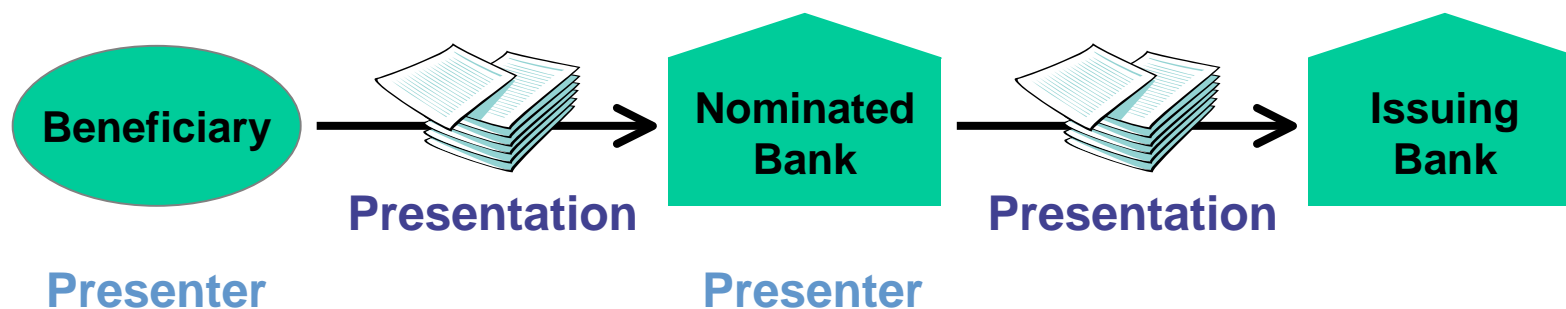 Beneficiary
Nominated
Bank
Issuing
Bank
Presentation
Presentation
Presenter
Presenter